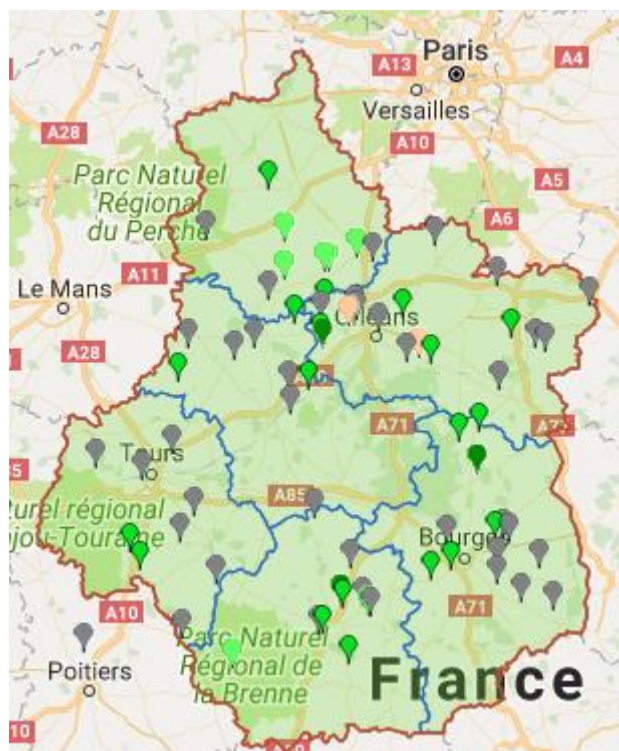 Paris
A13
A4
Versailles
A28
A10
Parc Naturel
Régional
du Perche
A5
A6
A11
Le Mans
Orléans
A28
A71
Tours
A85
Bourges
A10
A71
Parc Naturel
Régional de
la Brenne
Poitiers
France